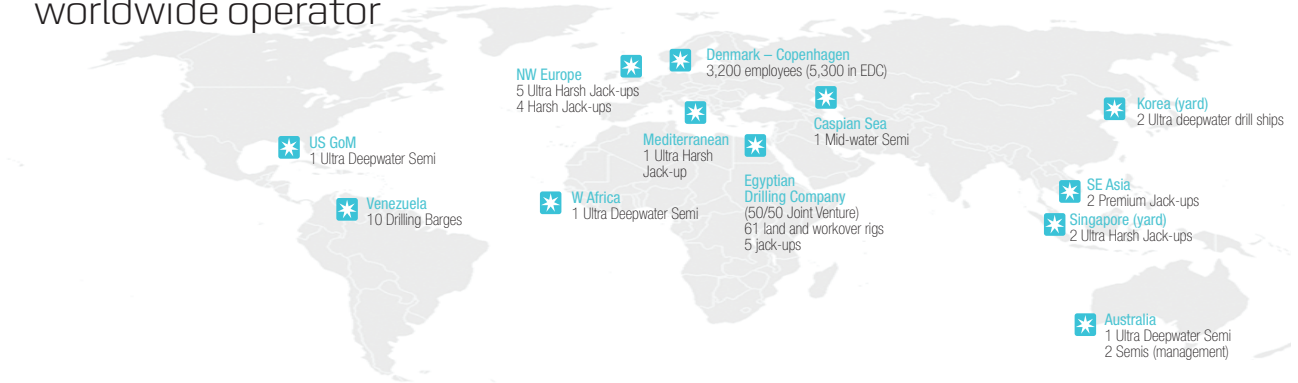 worldwide operator
Denmark – Copenhagen
3,200 employees (5,300 in EDC)
NW Europe
5 Ultra Harsh Jack-ups
4 Harsh Jack-ups
Caspian Sea
1 Mid-water Semi
Korea (yard)
2 Ultra deepwater drill ships
US GoM
1 Ultra Deepwater Semi
Mediterranean
1 Ultra Harsh
Jack-up
Egyptian
Drilling Company
(50/50 Joint Venture)
61 land and workover rigs
5 jack-ups
Venezuela
10 Drilling Barges
W Africa
1 Ultra Deepwater Semi
SE Asia
2 Premium Jack-ups
Singapore (yard)
2 Ultra Harsh Jack-ups
Australia
1 Ultra Deepwater Semi
2 Semis (management)